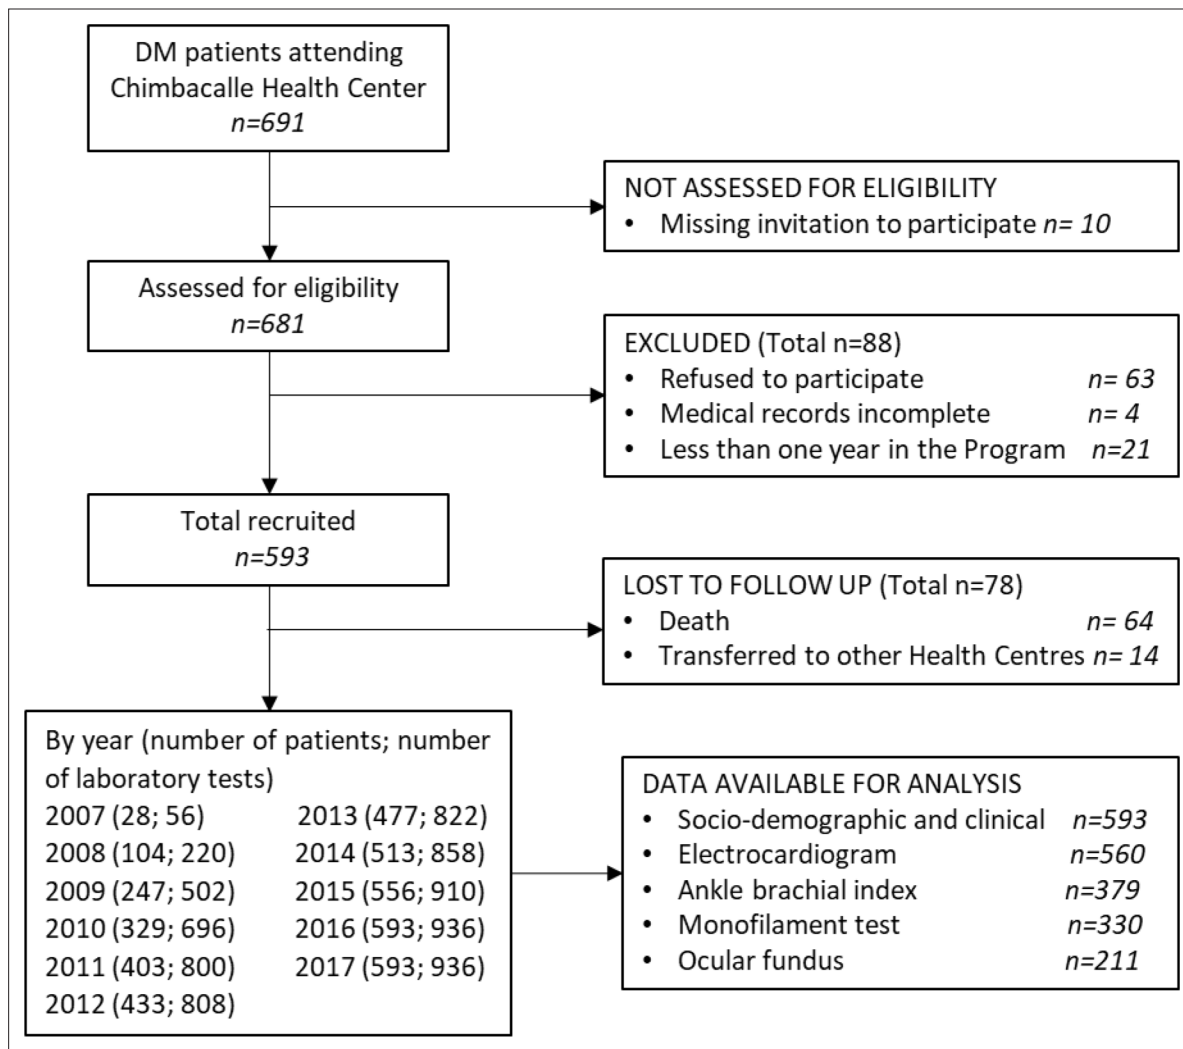 DM patients attending
Chimbacalle Health Center
n=691
NOT ASSESSED FOR ELIGIBILITY
• Missing invitation to participate n= 10
Assessed for eligibility
n=681
EXCLUDED (Total n=88)
• Refused to participate n= 63
• Medical records incomplete n= 4
• Less than one year in the Program n=21
Total recruited
n=593
LOST TO FOLLOW UP (Total n=78)
• Death n= 64
• Transferred to other Health Centres n= 14
By year (number of patients; number
of laboratory tests)
2007 (28; 56) 2013 (477; 822)
2008 (104; 220) 2014 (513; 858)
2009 (247; 502) 2015 (556; 910)
2010 (329; 696) 2016 (593; 936)
2011 (403; 800) 2017 (593; 936)
2012 (433; 808)
DATA AVAILABLE FOR ANALYSIS
• Socio-demographic and clinical n=593
• Electrocardiogram n=560
• Ankle brachial index n=379
• Monofilament test n=330
• Ocular fundus n=211